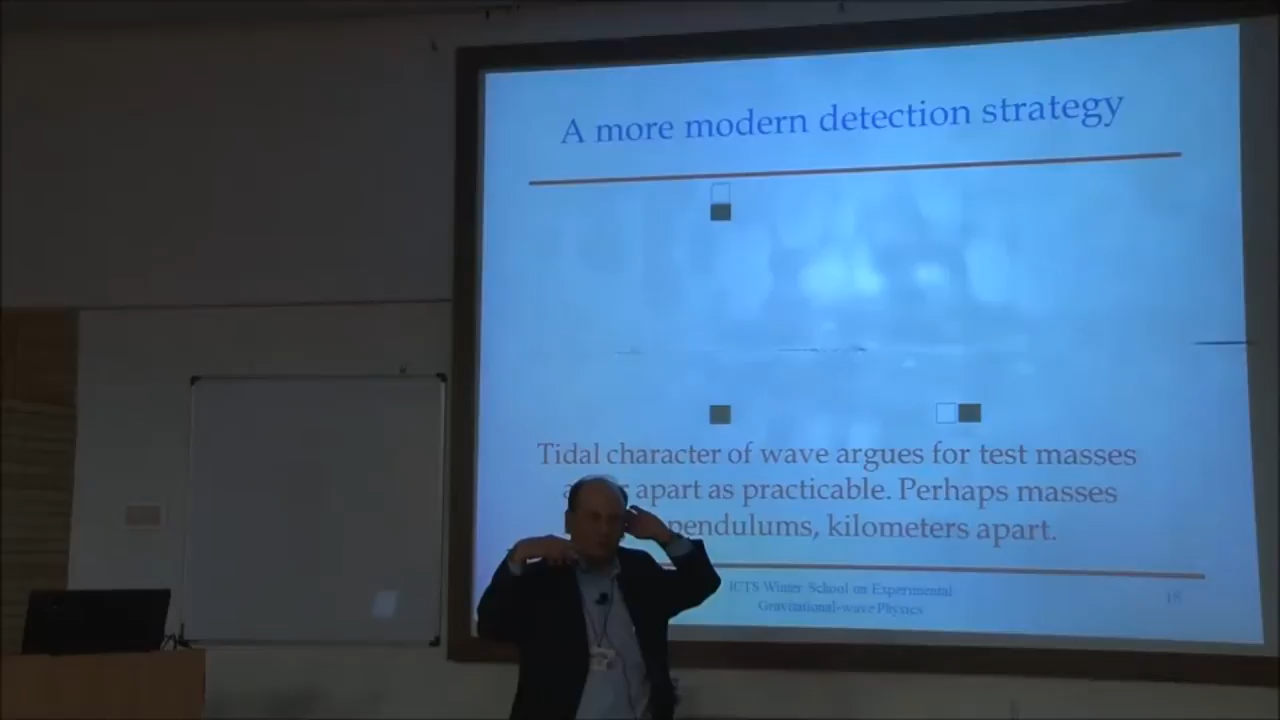 A more modern detection strategy
Tidal character of wave argues for test masses
apart as practicable. Perhaps masses
pendulums, kilometers apart.
ICTS Winter School on Experimental
Gravitational-wave Physics